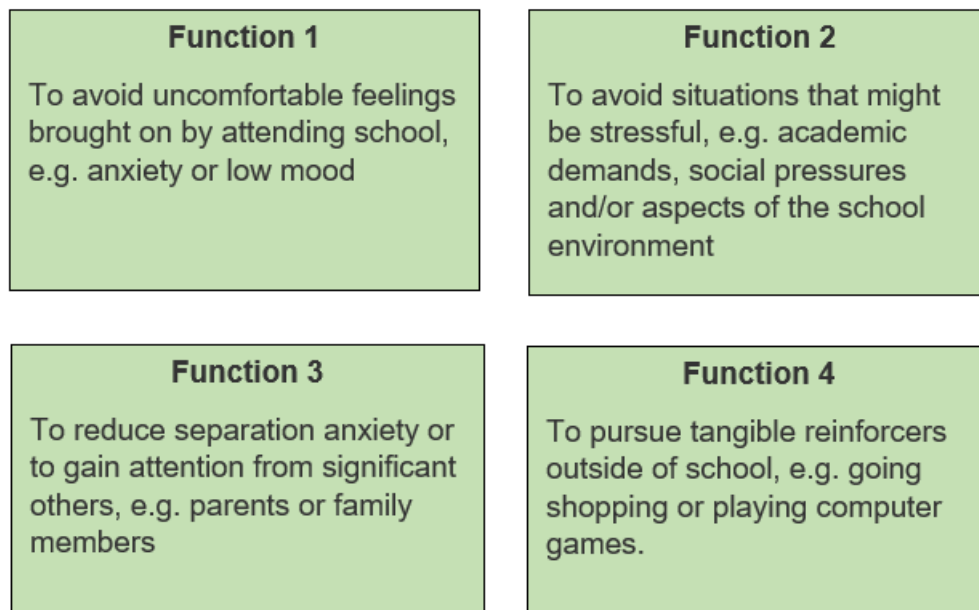 Function 1
To avoid uncomfortable feelings
brought on by attending school,
e.g. anxiety or low mood
Function 2
To avoid situations that might
be stressful, e.g. academic
demands, social pressures
and/or aspects of the school
environment
Function 3
To reduce separation anxiety or
to gain attention from significant
others, e.g. parents or family
members
Function 4
To pursue tangible reinforcers
outside of school, e.g. going
shopping or playing computer
games.